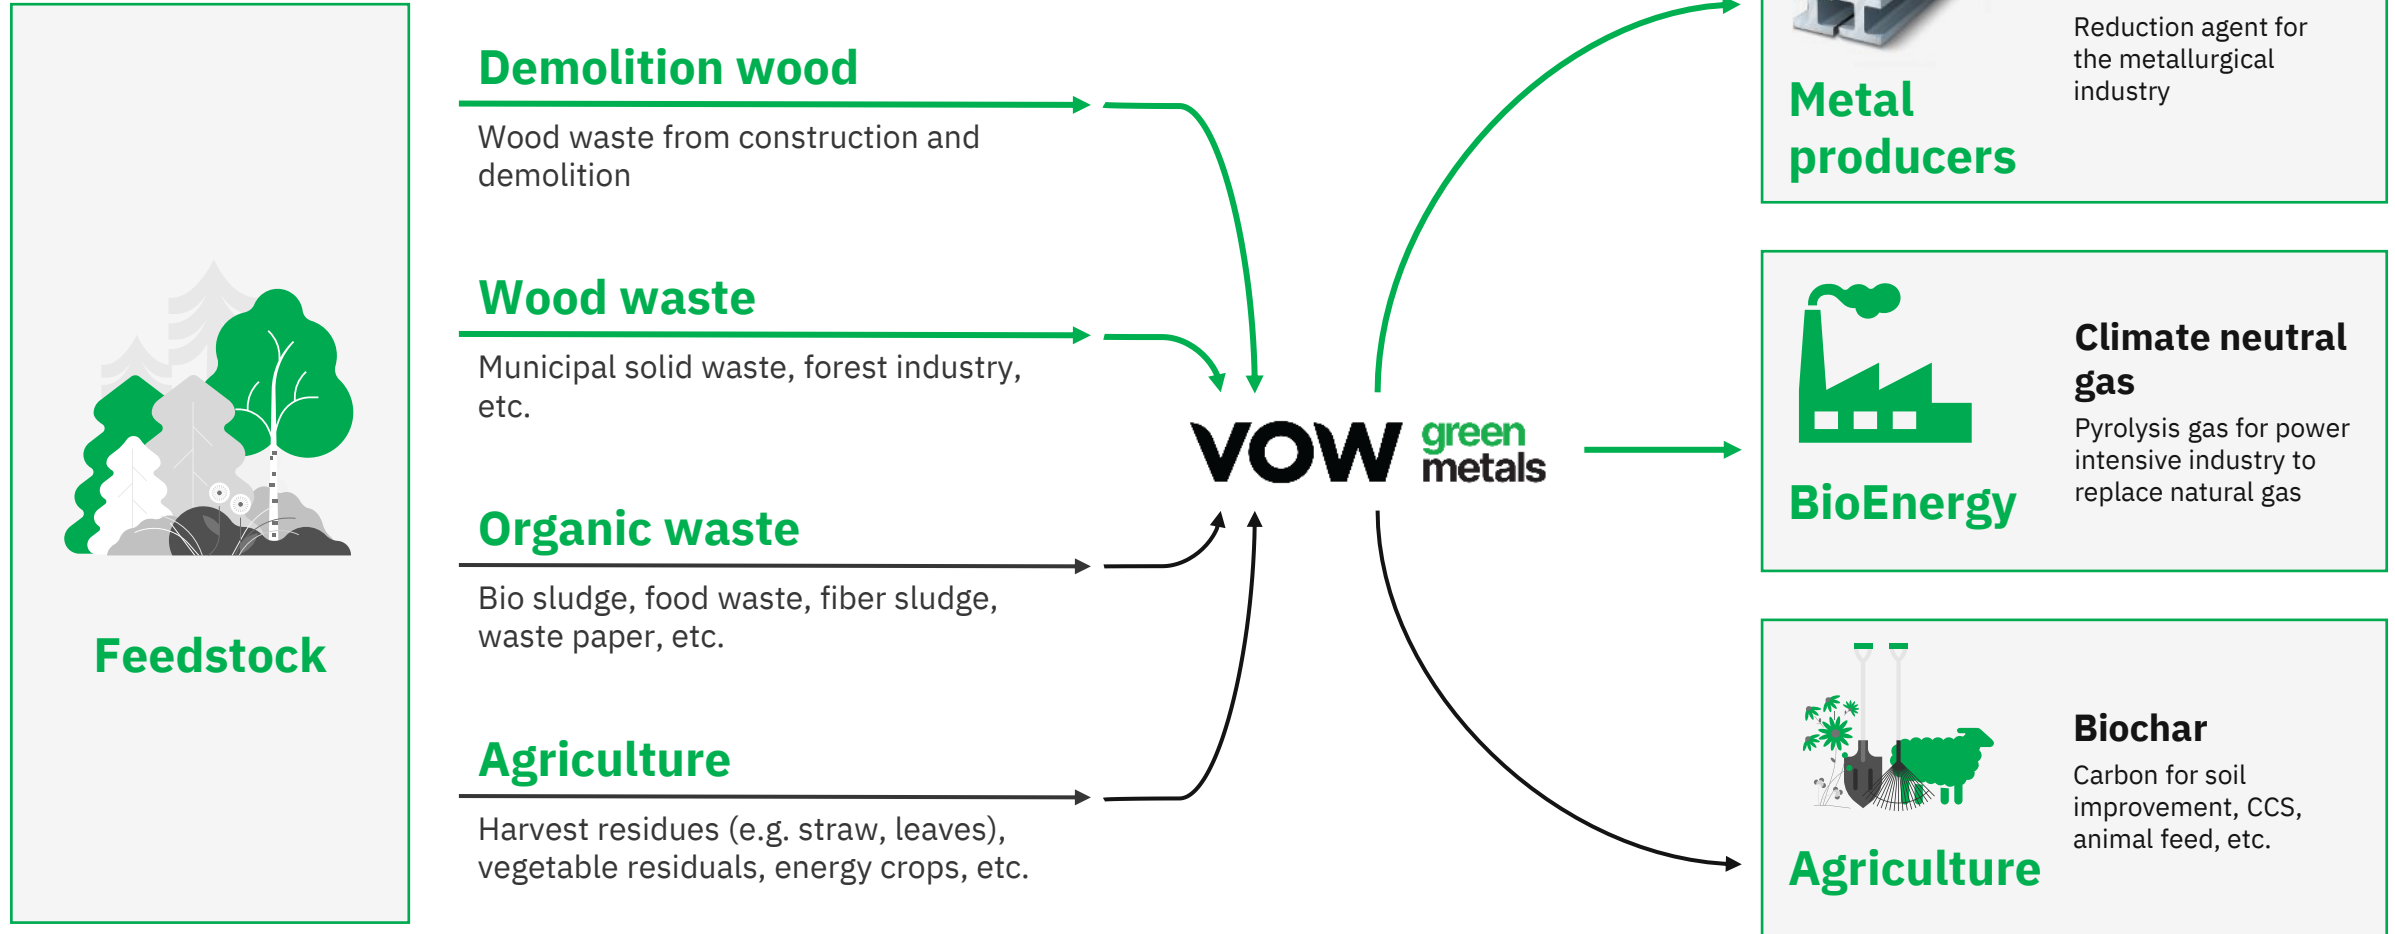 Feedstock
Demolition wood
Wood waste from construction and
demolition
Wood waste
Municipal solid waste, forest industry,
etc.
Organic waste
Bio sludge, food waste, fiber sludge,
waste paper, etc.
Agriculture
Harvest residues (e.g. straw, leaves),
vegetable residuals, energy crops, etc.
VOW green
metals
Metal
producers
Reduction agent for
the metallurgical
industry
BioEnergy
Climate neutral
gas
Pyrolysis gas for power
intensive industry to
replace natural gas
Agriculture
Biochar
Carbon for soil
improvement, CCS,
animal feed, etc.